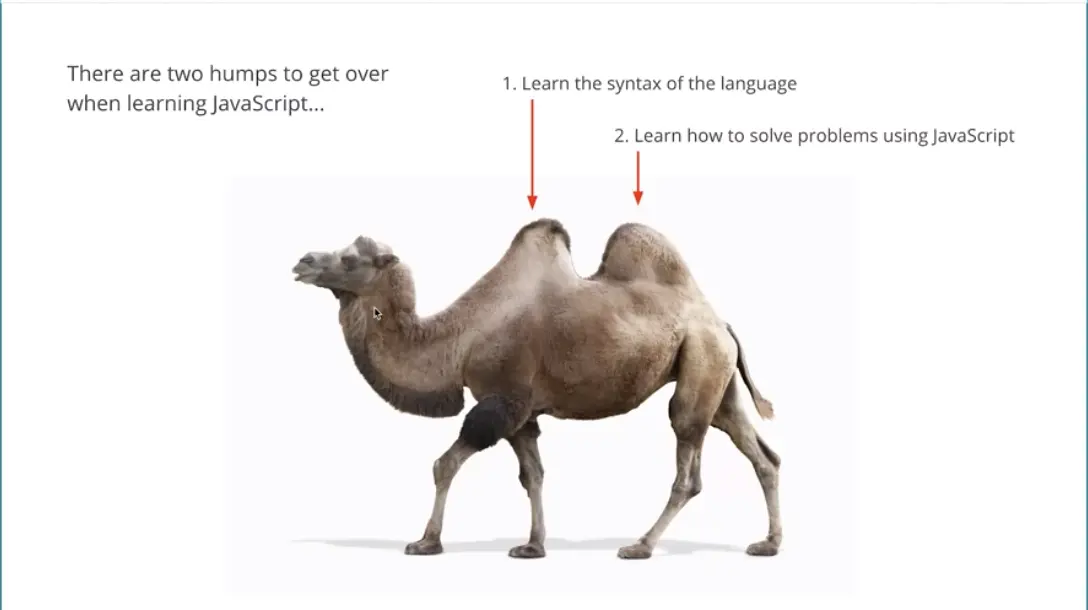 There are two humps to get over
when learning JavaScript...
1. Learn the syntax of the language
2. Learn how to solve problems using JavaScript